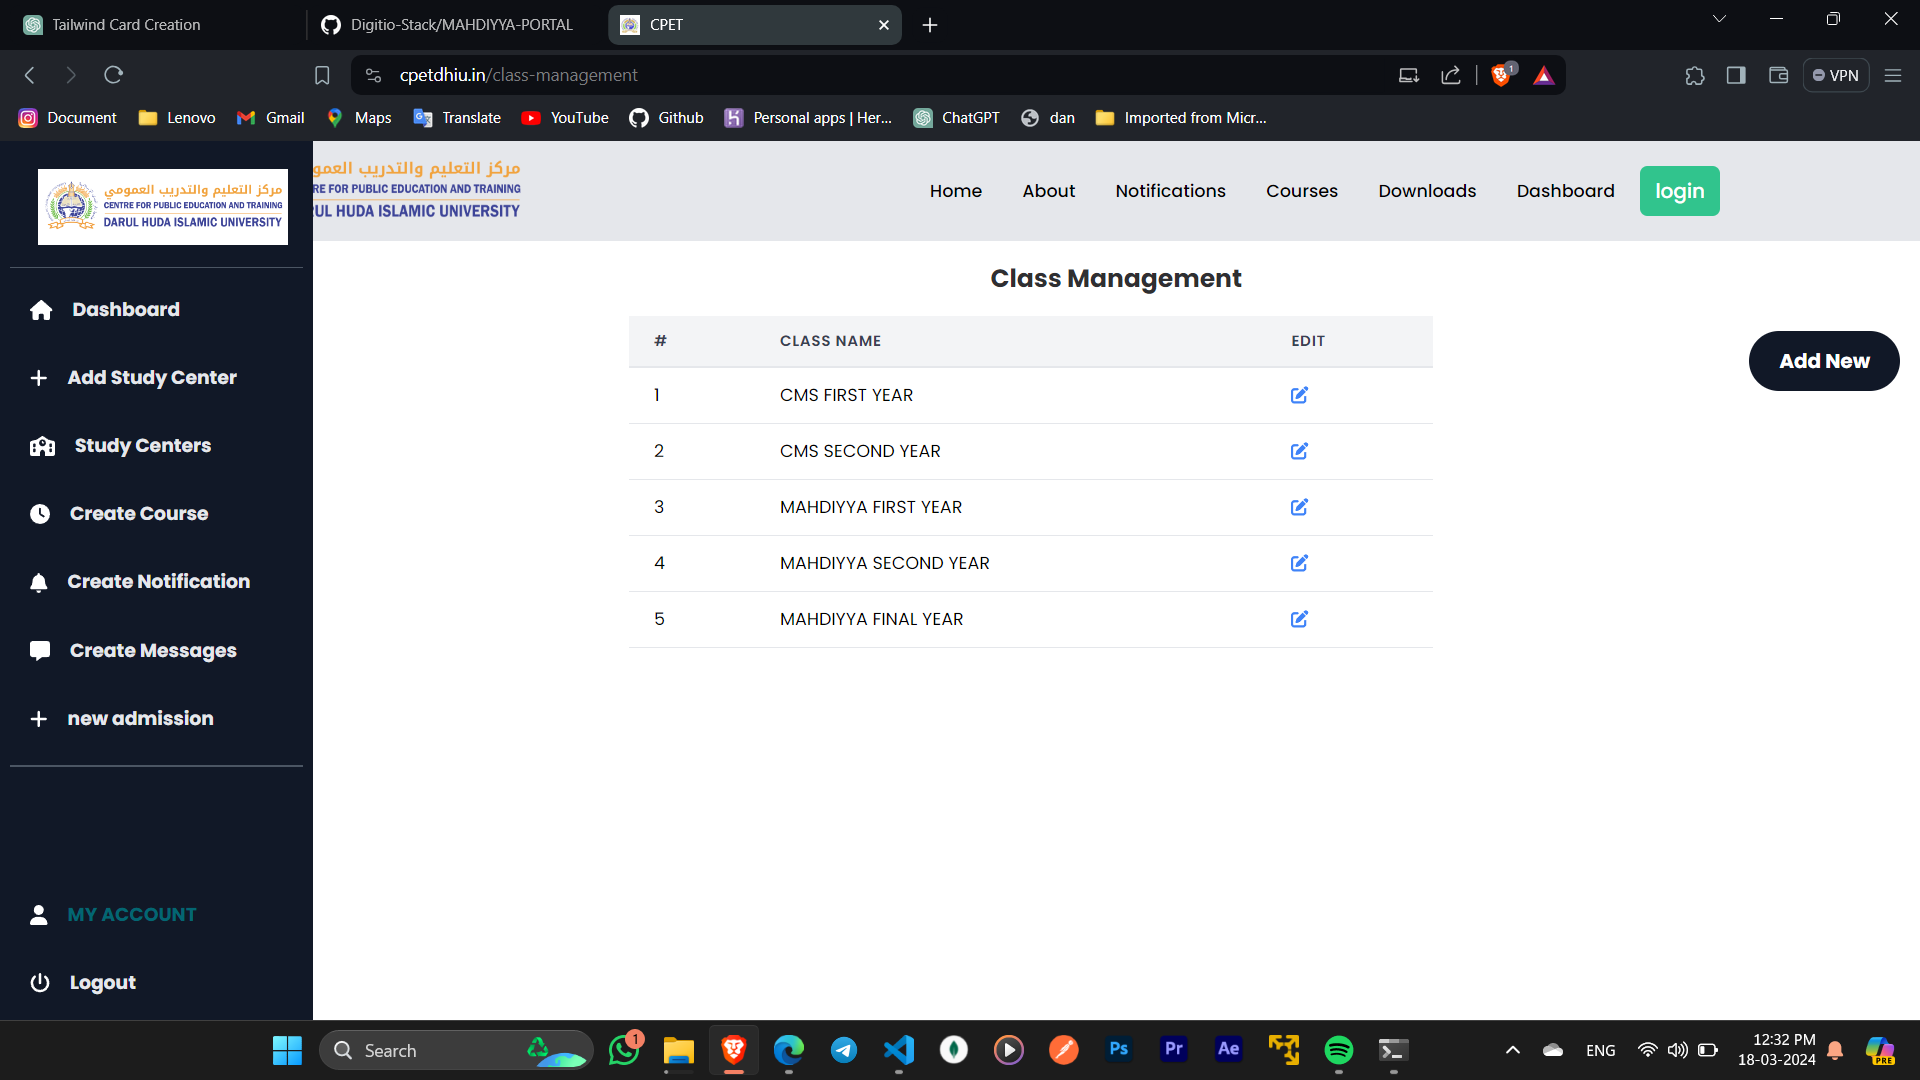 Tailwind Card Creation
Digitio-Stack/MAHDIYYA-PORTAL
CPET
cpetdhiu.in/class-management
1
VPN
Document
Lenovo
Gmail
Maps
Translate
YouTube
Github
Personal apps | Her...
ChatGPT
dan
Imported from Micr...
مركز التعليم والتدريب العمومي
CENTRE FOR PUBLIC EDUCATION AND TRAINING
DARUL HUDA ISLAMIC UNIVERSITY
مركز التعليم والتدريب العمو
RE FOR PUBLIC EDUCATION AND TRAINING
UL HUDA ISLAMIC UNIVERSITY
Home
About
Notifications
Courses
Downloads
Dashboard
login
Dashboard
Add Study Center
Study Centers
Create Course
Create Notification
Create Messages
new admission
MY ACCOUNT
Logout
Class Management
Add New
# CLASS NAME EDIT
1 CMS FIRST YEAR
2 CMS SECOND YEAR
3 MAHDIYYA FIRST YEAR
4 MAHDIYYA SECOND YEAR
5 MAHDIYYA FINAL YEAR
Search
1
Ps
Pr
Ae
ENG
12:32 PM
18-03-2024
PRE